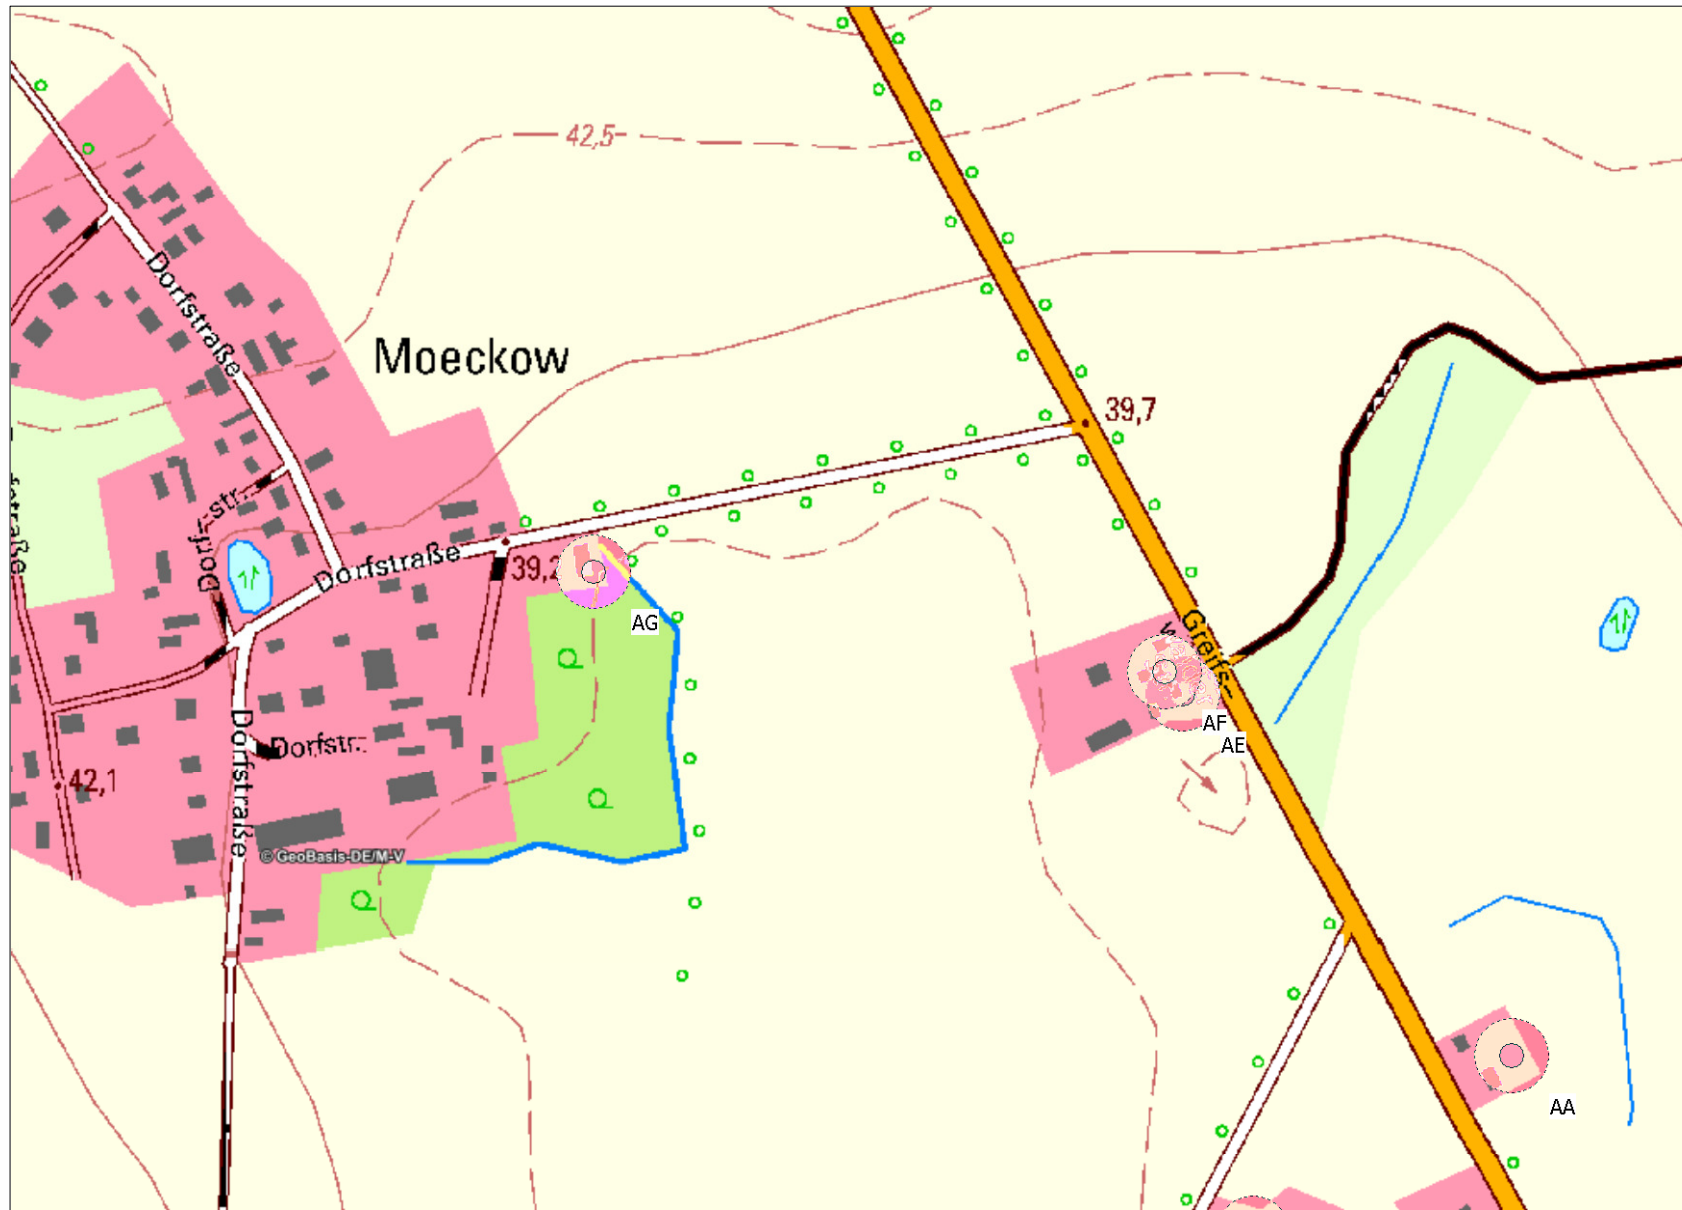 42,5
Dorfstraße
Moeckow
39,7
str.
Dorf-
Dorfstraße
39,2
AG
Greifs-
AF
AE
Dorfstraße
Dorfstr.
42,1
© GeoBasis-DE/M-V
AA